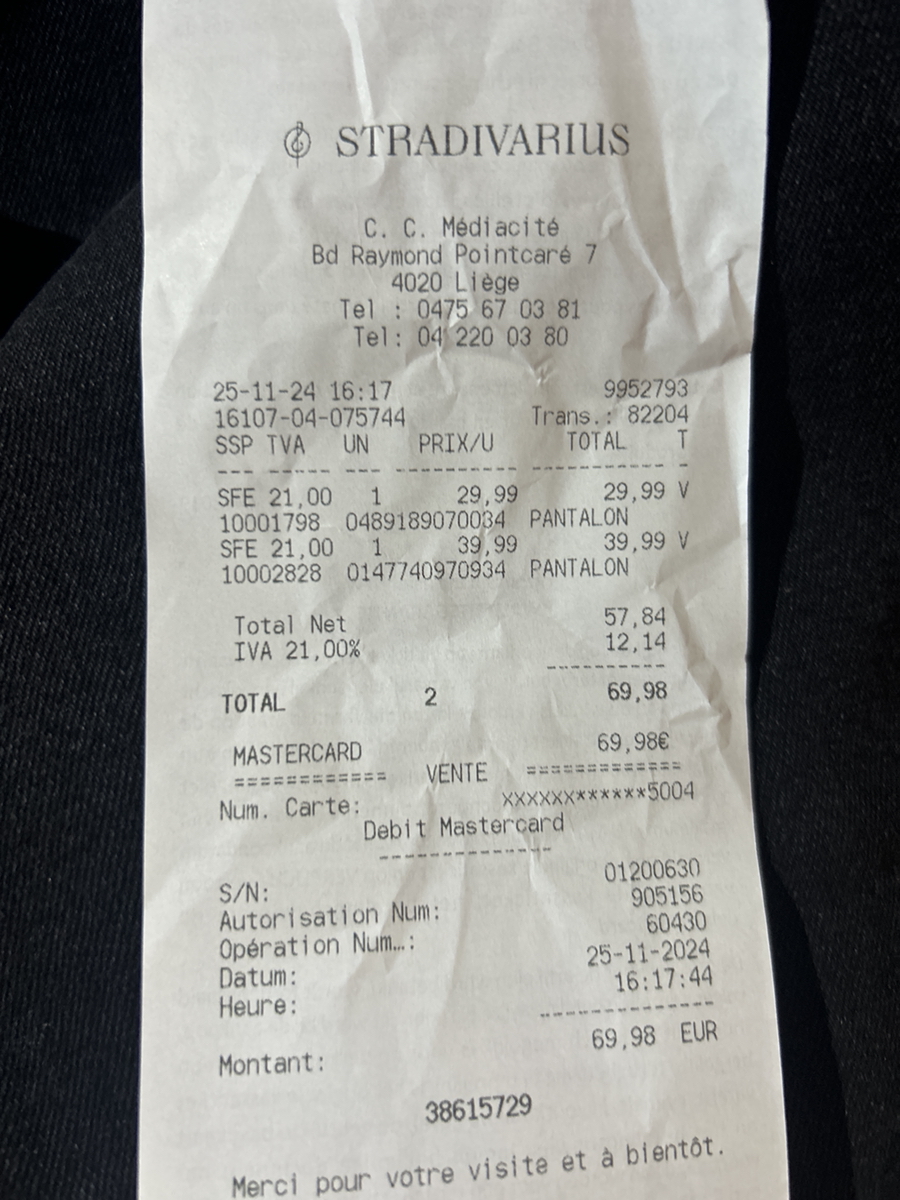 STRADIVARIUS
C. C. Médiacité
Bd Raymond Pointcaré 7
4020 Liège
Tel : 0475 67 03 81
Tel: 04 220 03 80
25-11-24 16:17 9952793
16107-04-075744 Trans.: 82204
SSP TVA UN PRIX/U TOTAL T
--- ----- --- ---------- ----------- -
SFE 21,00 1 29,99 29,99 V
10001798 0489189070034 PANTALON
SFE 21,00 1 39,99 39,99 V
10002828 0147740970934 PANTALON
Total Net 57,84
IVA 21,00% 12,14
----------
TOTAL 2 69,98
MASTERCARD 69,98€
============ VENTE ============
Num. Carte: XXXXXX******5004
Debit Mastercard
---------------
S/N: 01200630
Autorisation Num: 905156
Opération Num…: 60430
Datum: 25-11-2024
Heure: 16:17:44
---------------
Montant: 69,98 EUR
38615729
Merci pour votre visite et à bientôt.